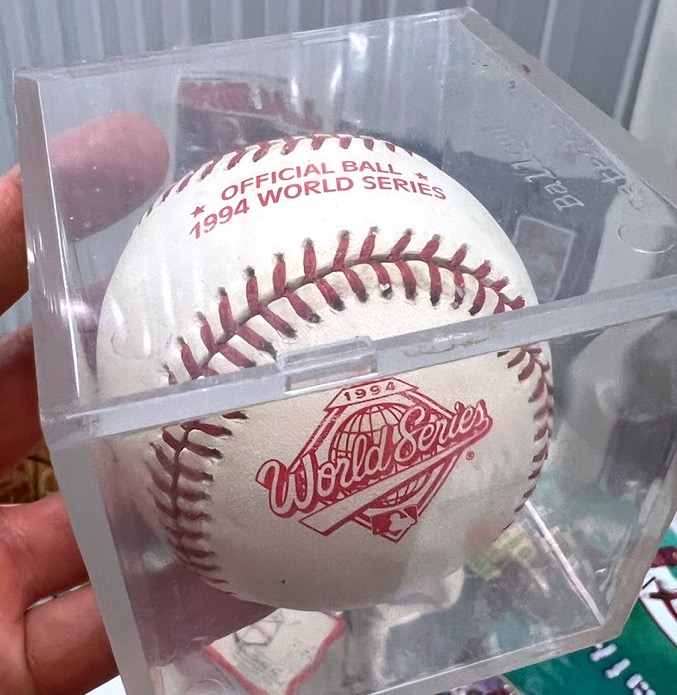 ★ OFFICIAL BALL ★
1994 WORLD SERIES
1994
World Series
®